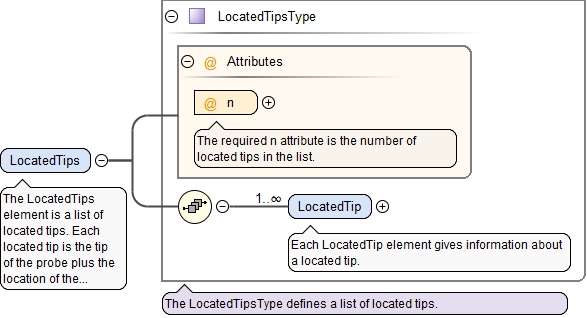 LocatedTipsType
@ Attributes
@ n
The required n attribute is the number of
located tips in the list.
LocatedTips
The LocatedTips
element is a list of
located tips. Each
located tip is the tip
of the probe plus the
location of the...
1..∞
LocatedTip
Each LocatedTip element gives information about
a located tip.
The LocatedTipsType defines a list of located tips.